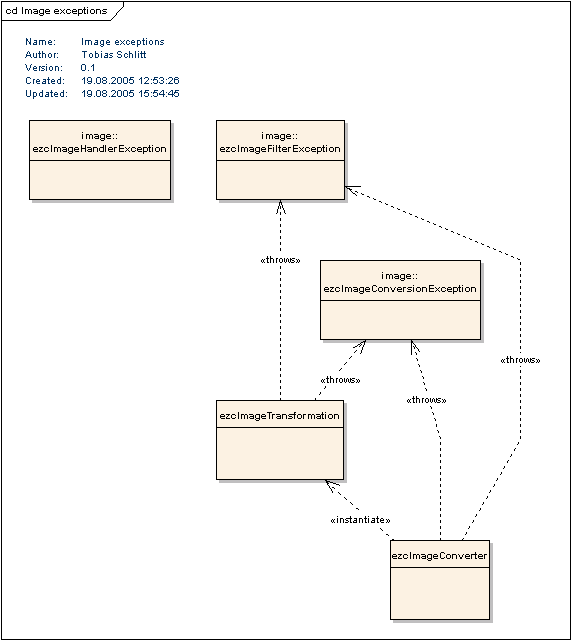 cd Image exceptions
Name: Image exceptions
Author: Tobias Schlitt
Version: 0.1
Created: 19.08.2005 12:53:26
Updated: 19.08.2005 15:54:45
image::
ezcImageHandlerException
image::
ezcImageFilterException
«throws»
image::
ezcImageConversionException
«throws»
«throws»
«throws»
ezcImageTransformation
«instantiate»
ezcImageConverter